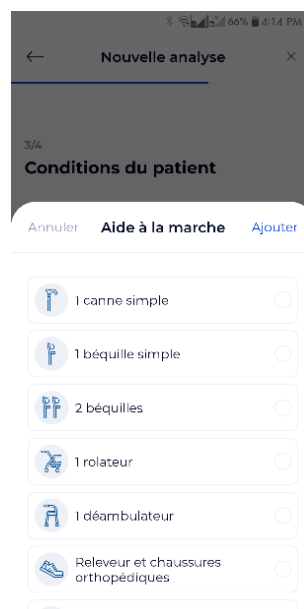 66% 4:14 PM
Nouvelle analyse
3/4
Conditions du patient
Annuler Aide à la marche Ajouter
1 canne simple
1 béquille simple
2 béquilles
1 rolateur
1 déambulateur
Releveur et chaussures
orthopédiques